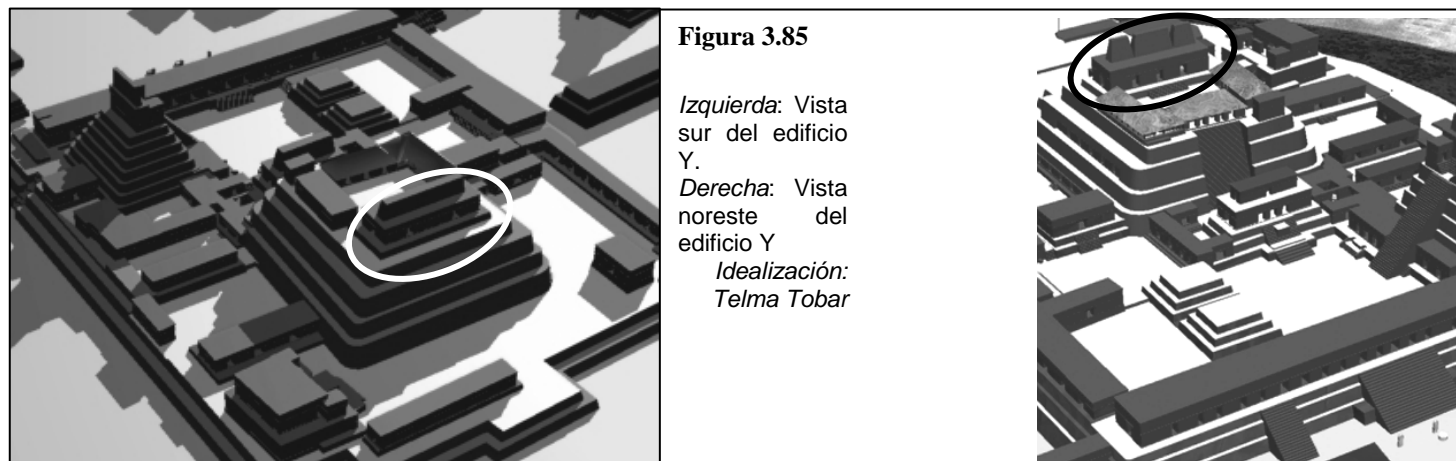 Figura 3.85
Izquierda: Vista
sur del edificio
Y.
Derecha: Vista
noreste del
edificio Y
Idealización:
Telma Tobar